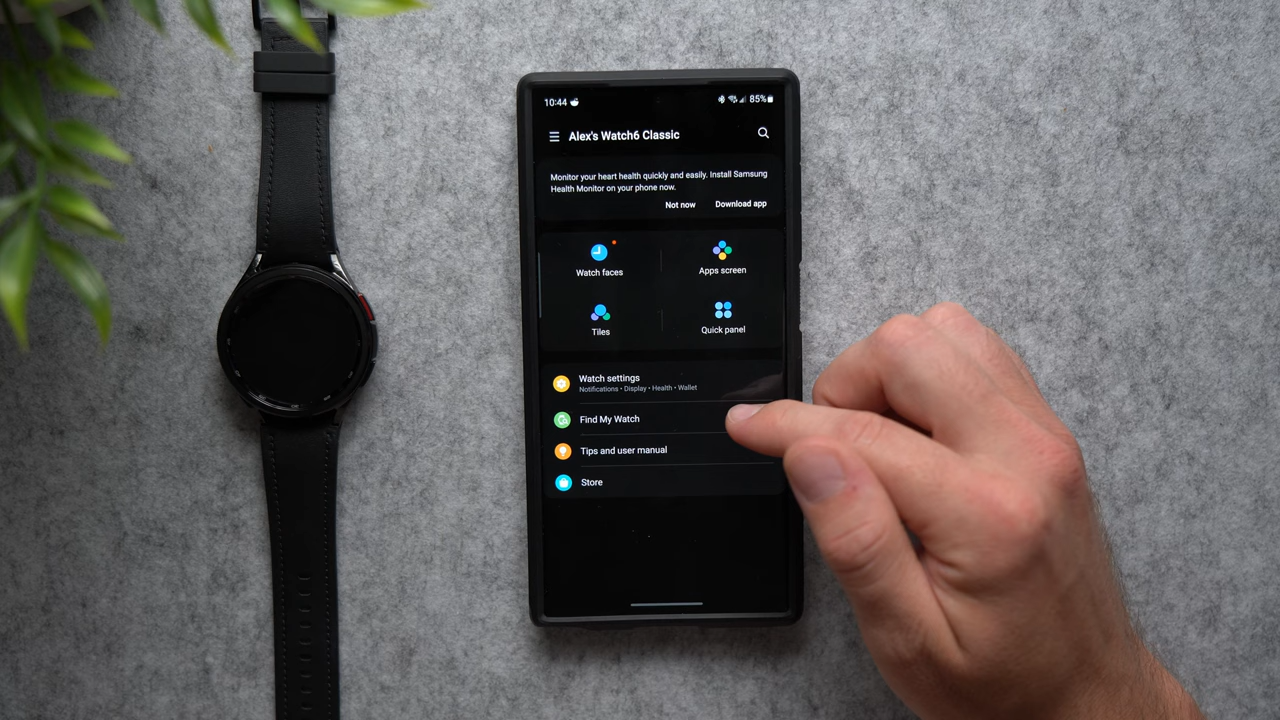 10:44
85%
Alex's Watch6 Classic
Monitor your heart health quickly and easily. Install Samsung
Health Monitor on your phone now.
Not now Download app
Watch faces Apps screen
Tiles Quick panel
Watch settings
Notifications • Display • Health • Wallet
Find My Watch
Tips and user manual
Store